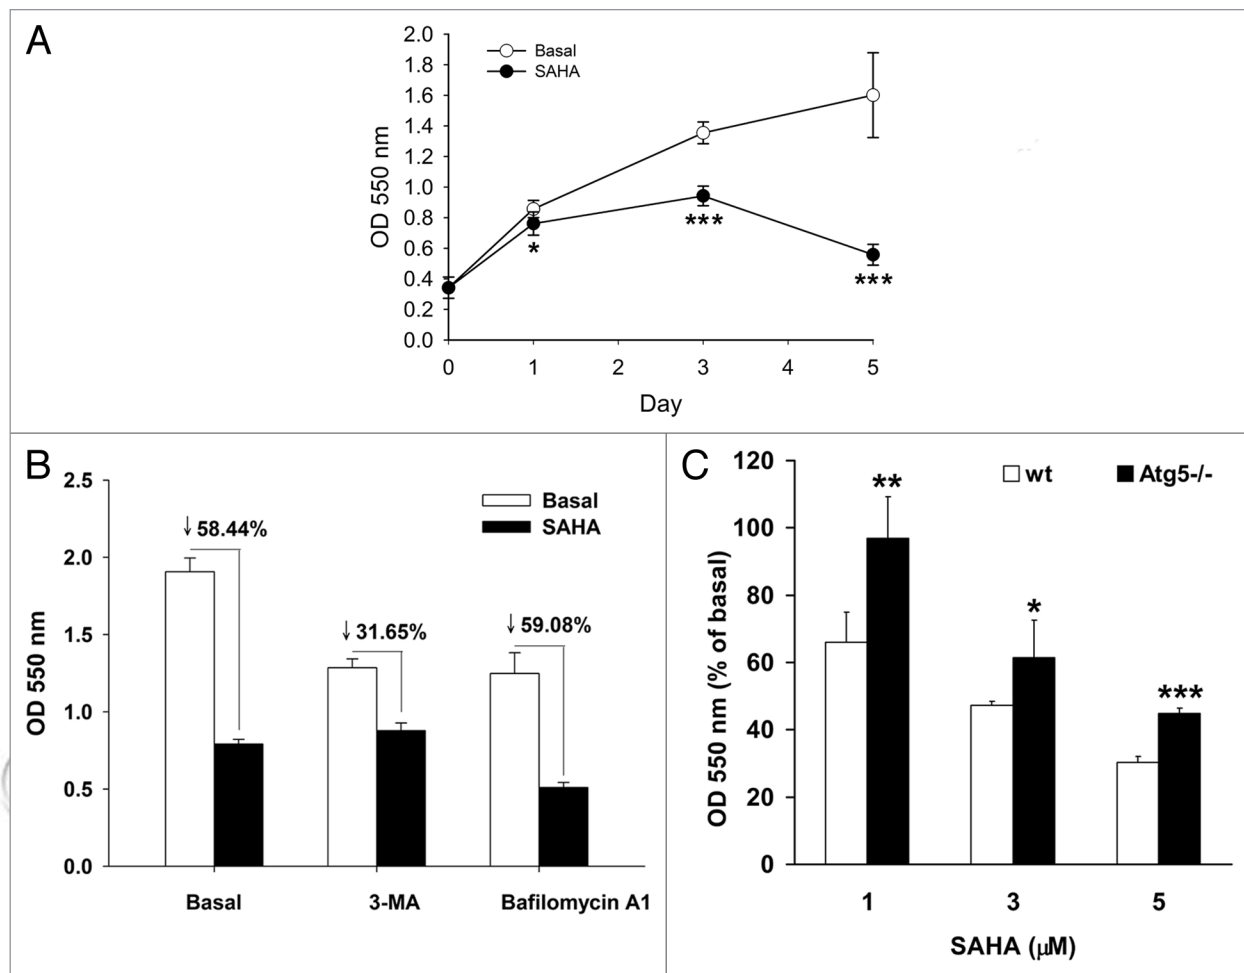 A
2.0
1.8
1.6
1.4
1.2
1.0
0.8
0.6
0.4
0.2
0.0
OD 550 nm
Basal
SAHA
*
***
***
0 1 2 3 4 5
Day
B
2.5
2.0
1.5
1.0
0.5
0.0
OD 550 nm
Basal
SAHA
↓ 58.44%
↓ 31.65%
↓ 59.08%
Basal 3-MA Bafilomycin A1
C
120
100
80
60
40
20
0
OD 550 nm (% of basal)
wt Atg5-/-
**
*
***
1 3 5
SAHA (μM)